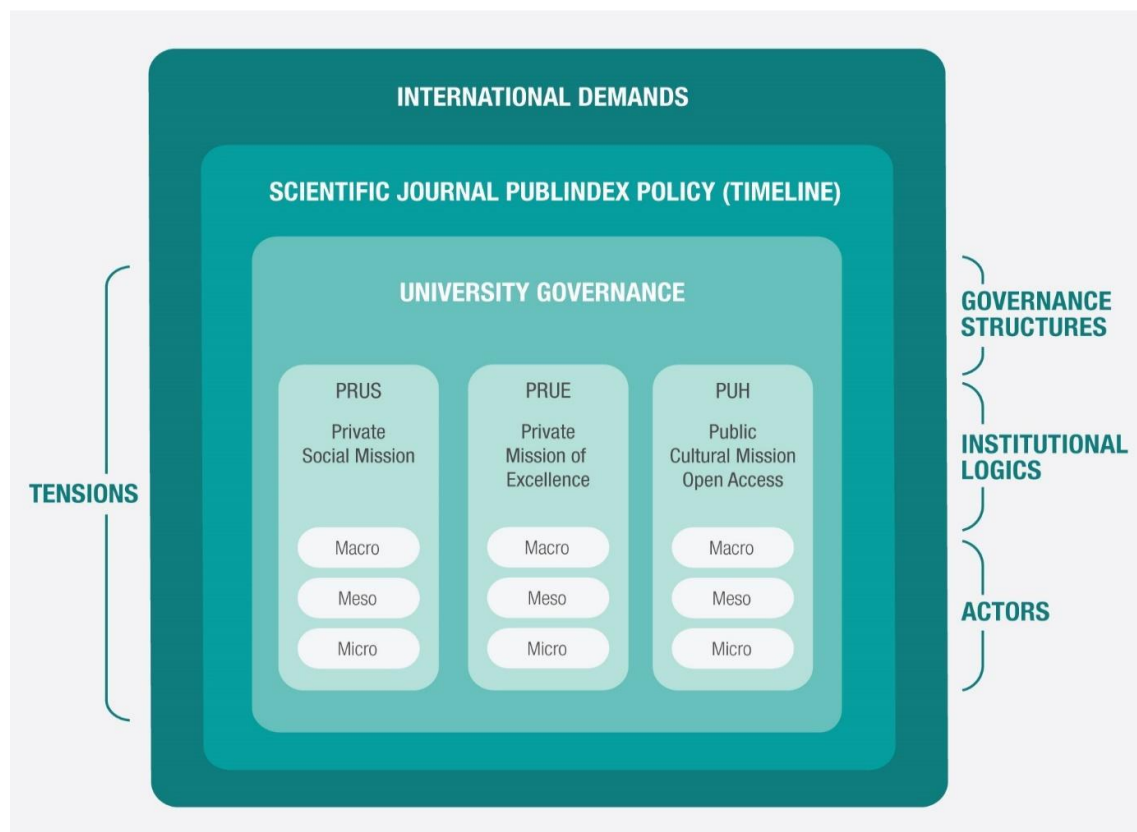 INTERNATIONAL DEMANDS
SCIENTIFIC JOURNAL PUBLINDEX POLICY (TIMELINE)
UNIVERSITY GOVERNANCE
PRUS
Private
Social Mission
Macro
Meso
Micro
PRUE
Private
Mission of
Excellence
Macro
Meso
Micro
PUH
Public
Cultural Mission
Open Access
Macro
Meso
Micro
TENSIONS
GOVERNANCE
STRUCTURES
INSTITUTIONAL
LOGICS
ACTORS